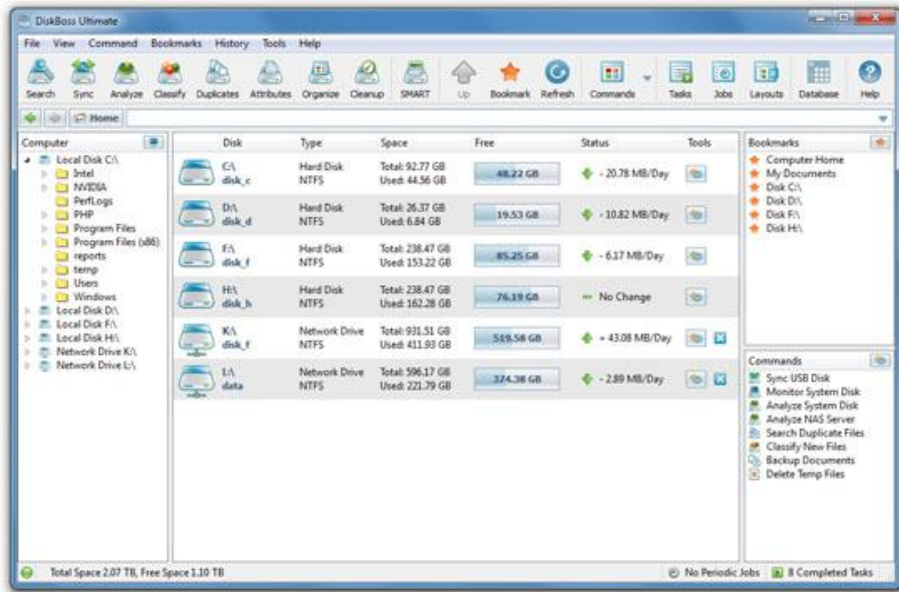 DiskBoss Ultimate
File View Command Bookmarks History Tools Help
Search Sync Analyze Classify Duplicates Attributes Organize Cleanup SMART Up Bookmark Refresh Commands Tasks Jobs Layouts Database Help
Home
Computer
Local Disk C:\
Intel
NVIDIA
PerfLogs
PHP
Program Files
Program Files (x86)
reports
temp
Users
Windows
Local Disk D:\
Local Disk F:\
Local Disk H:\
Network Drive K:\
Network Drive L:\
Disk Type Space Free Status Tools
C:\ Hard Disk Total: 92.77 GB 48.22 GB - 20.78 MB/Day
disk_c NTFS Used: 44.56 GB
D:\ Hard Disk Total: 26.37 GB 19.53 GB - 10.82 MB/Day
disk_d NTFS Used: 6.84 GB
F:\ Hard Disk Total: 238.47 GB 85.25 GB - 6.17 MB/Day
disk_f NTFS Used: 153.22 GB
H:\ Hard Disk Total: 238.47 GB 76.19 GB No Change
disk_h NTFS Used: 162.28 GB
K:\ Network Drive Total: 931.51 GB 519.58 GB + 43.08 MB/Day
disk_f NTFS Used: 411.93 GB
L:\ Network Drive Total: 596.17 GB 374.38 GB - 2.89 MB/Day
data NTFS Used: 221.79 GB
Bookmarks
Computer Home
My Documents
Disk C:\
Disk D:\
Disk F:\
Disk H:\
Commands
Sync USB Disk
Monitor System Disk
Analyze System Disk
Analyze NAS Server
Search Duplicate Files
Classify New Files
Backup Documents
Delete Temp Files
Total Space 2.07 TB, Free Space 1.10 TB No Periodic Jobs 8 Completed Tasks